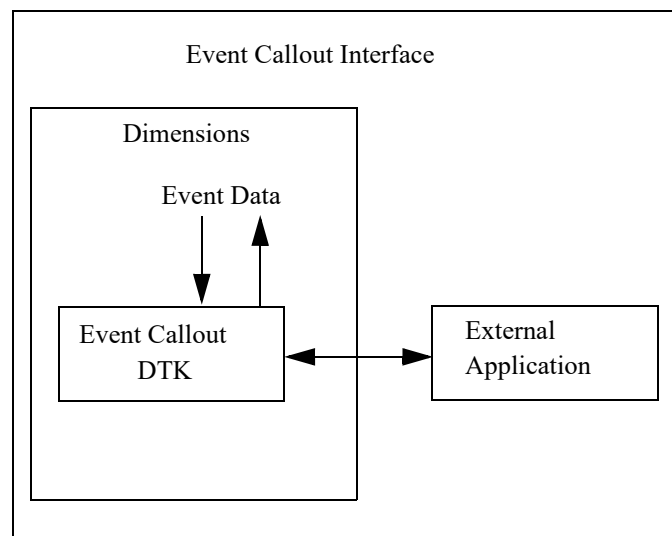 Event Callout Interface
Dimensions
Event Data
Event Callout
DTK
External
Application